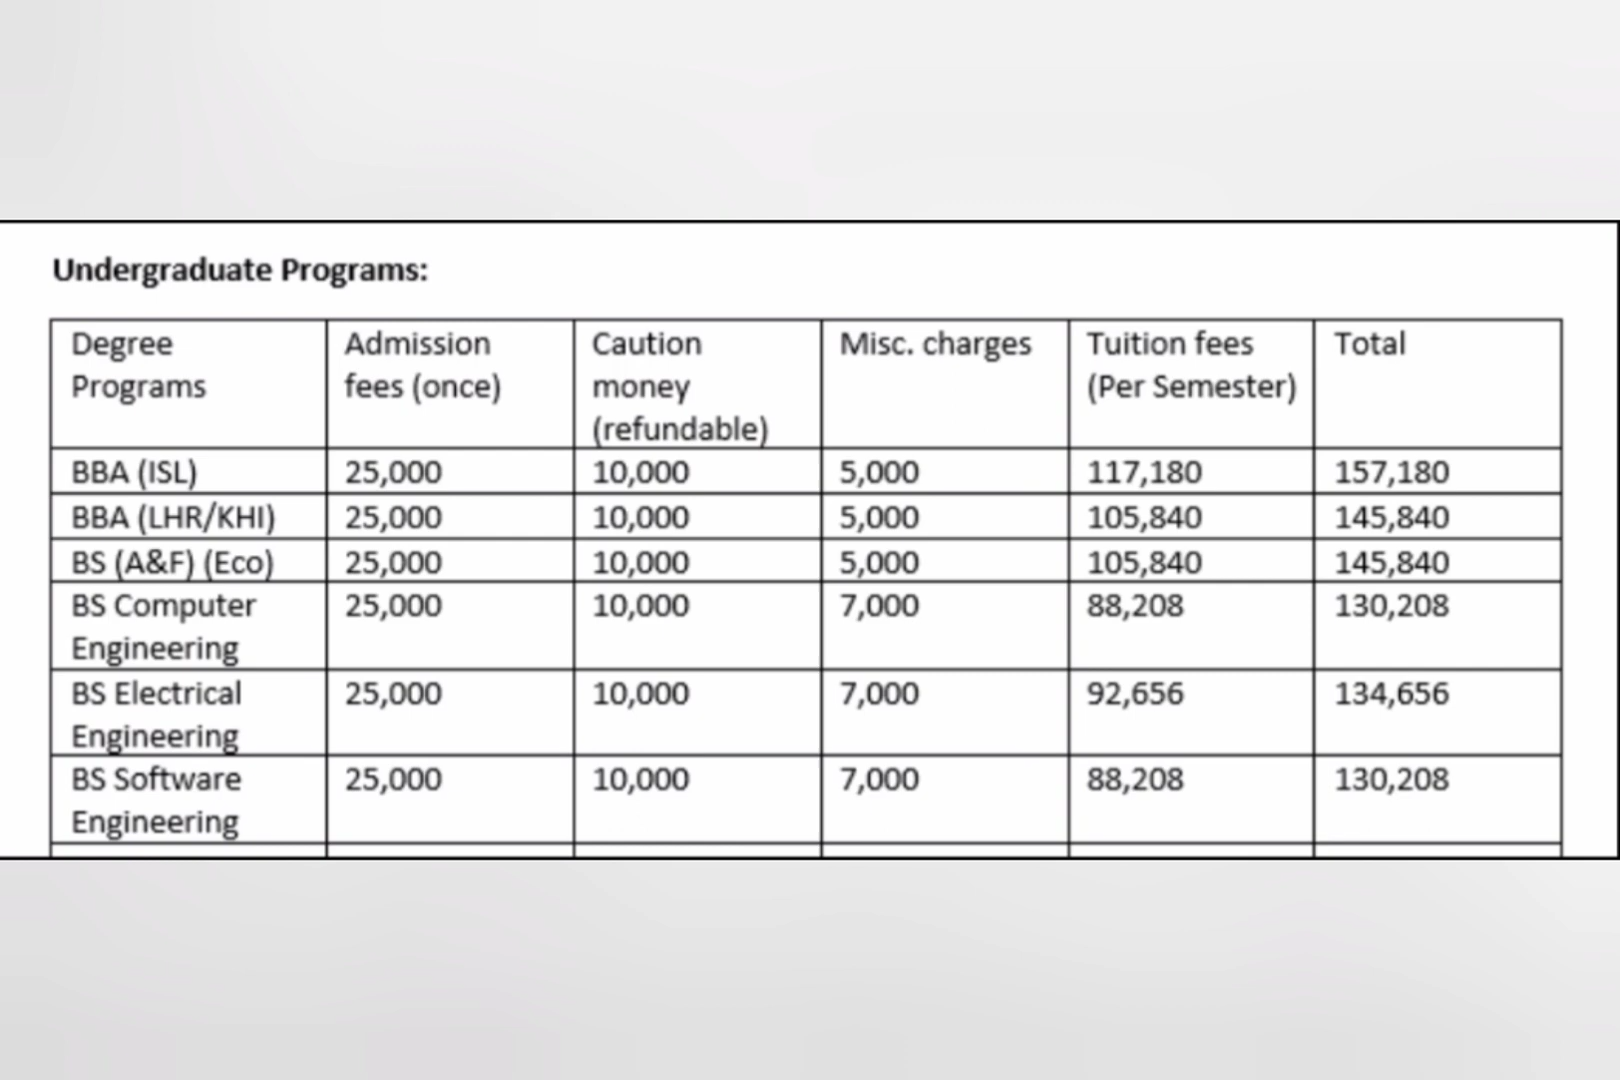 Undergraduate Programs:
Degree Programs | Admission fees (once) | Caution money (refundable) | Misc. charges | Tuition fees (Per Semester) | Total
BBA (ISL) | 25,000 | 10,000 | 5,000 | 117,180 | 157,180
BBA (LHR/KHI) | 25,000 | 10,000 | 5,000 | 105,840 | 145,840
BS (A&F) (Eco) | 25,000 | 10,000 | 5,000 | 105,840 | 145,840
BS Computer Engineering | 25,000 | 10,000 | 7,000 | 88,208 | 130,208
BS Electrical Engineering | 25,000 | 10,000 | 7,000 | 92,656 | 134,656
BS Software Engineering | 25,000 | 10,000 | 7,000 | 88,208 | 130,208